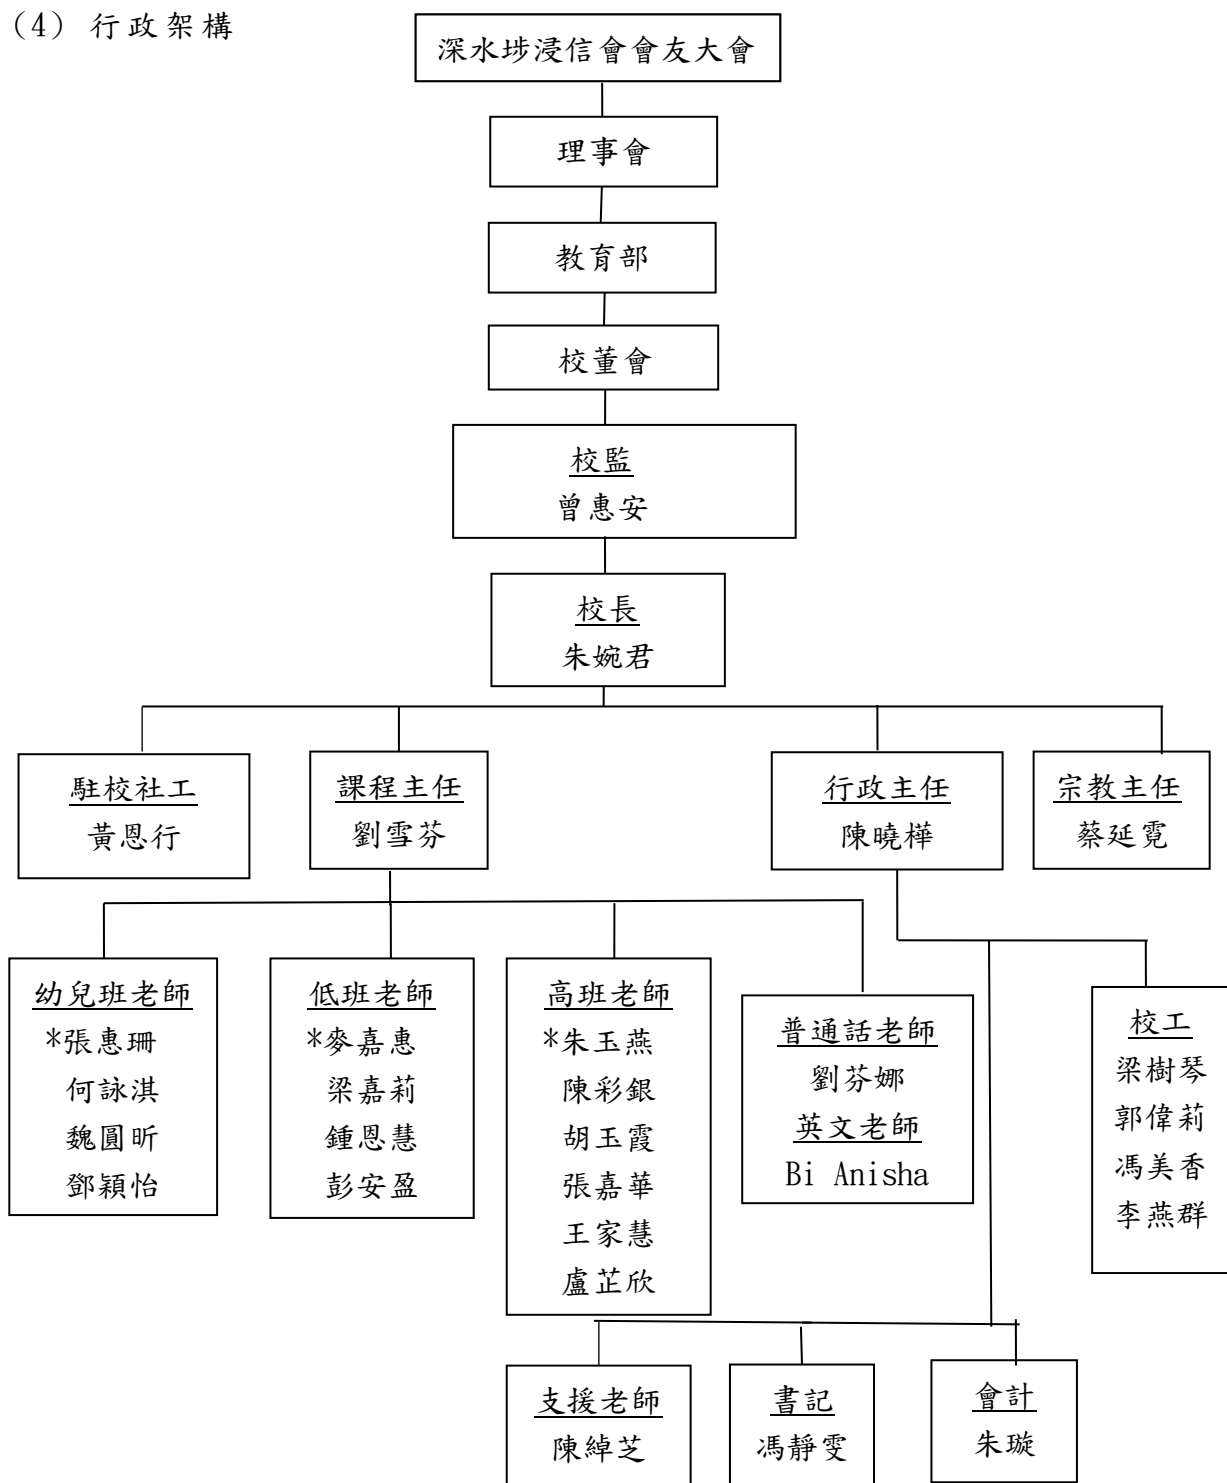 (4) 行政架構
深水埗浸信會會友大會
理事會
教育部
校董會
校監
曾惠安
校長
朱婉君
駐校社工
黃恩行
課程主任
劉雪芬
行政主任
陳曉樺
宗教主任
蔡延霓
幼兒班老師
*張惠珊
何詠淇
魏圓昕
鄧穎怡
低班老師
*麥嘉惠
梁嘉莉
鍾恩慧
彭安盈
高班老師
*朱玉燕
陳彩銀
胡玉霞
張嘉華
王家慧
盧芷欣
普通話老師
劉芬娜
英文老師
Bi Anisha
校工
梁樹琴
郭偉莉
馮美香
李燕群
支援老師
陳綽芝
書記
馮靜雯
會計
朱璇